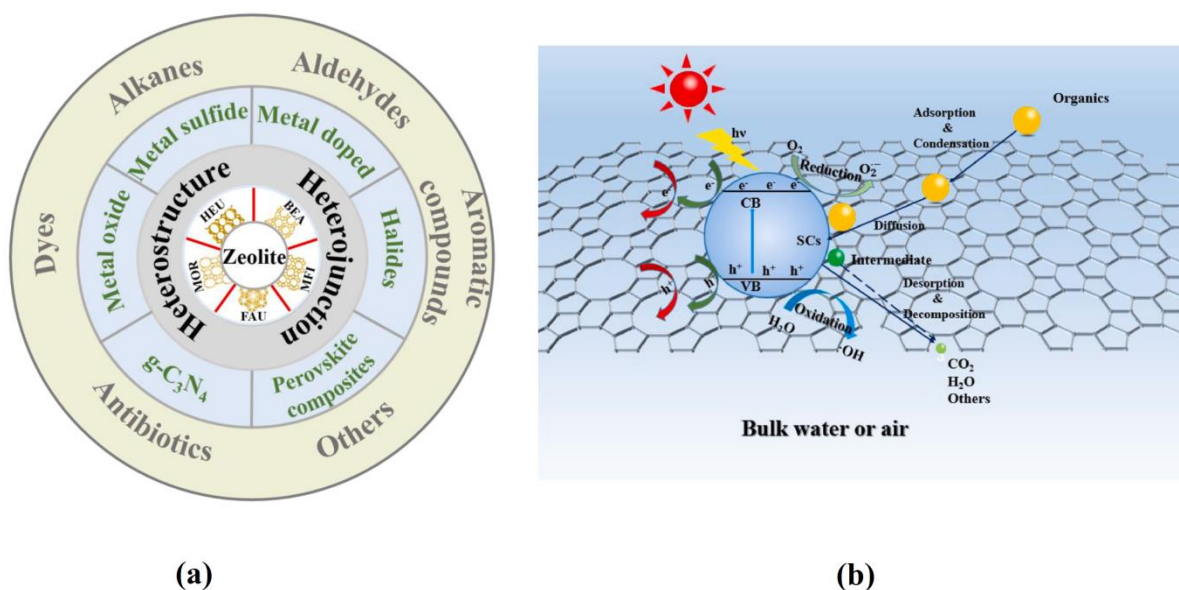 Alkanes
Aldehydes
Aromatic
compounds
Others
Antibiotics
Dyes
Metal sulfide
Metal doped
Halides
Perovskite
composites
g-C₃N₄
Metal oxide
Heterostructure
Heterojunction
HEU
BEA
MFI
FAU
MOR
Zeolite
(a)
hν
Organics
Adsorption
&
Condensation
O₂
Reduction
O₂·⁻
e⁻ e⁻ e⁻
e⁻
e⁻
CB
SCs
Diffusion
Intermediate
h⁺ h⁺ h⁺
h⁺
h⁺
VB
Desorption
&
Decomposition
Oxidation
H₂O
·OH
CO₂
H₂O
Others
Bulk water or air
(b)